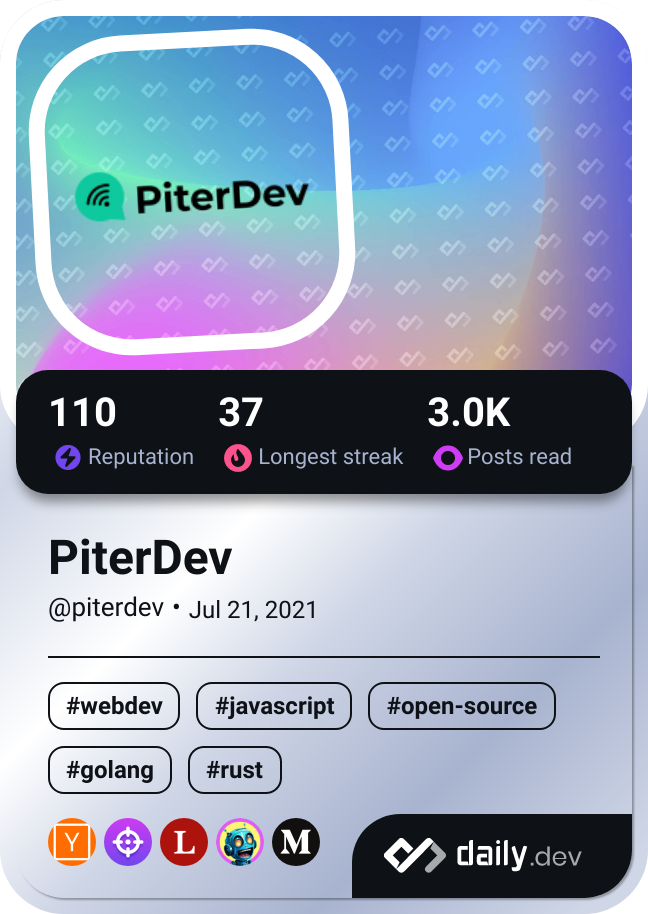 PiterDev
110 37 3.0K
Reputation Longest streak Posts read
PiterDev
@piterdev • Jul 21, 2021
#webdev #javascript #open-source
#golang #rust
Y L M
daily.dev